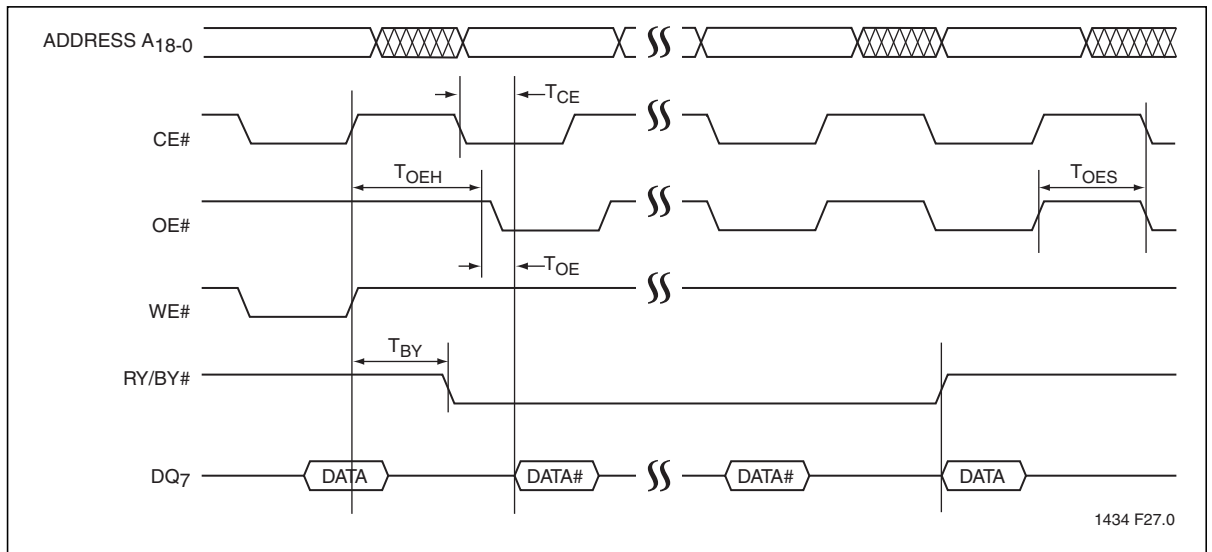 ADDRESS A18-0
TCE
CE#
TOEH
TOES
OE#
TOE
WE#
TBY
RY/BY#
DQ7
DATA
DATA#
DATA#
DATA
1434 F27.0